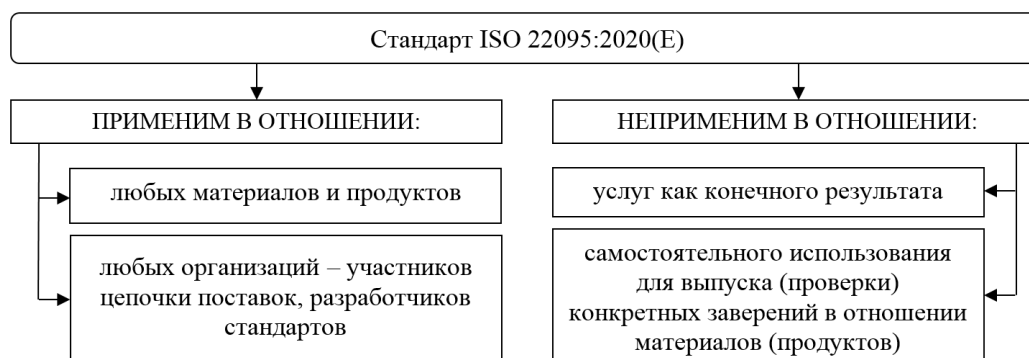 Стандарт ISO 22095:2020(E)
ПРИМЕНИМ В ОТНОШЕНИИ:
любых материалов и продуктов
любых организаций – участников
цепочки поставок, разработчиков
стандартов
НЕПРИМЕНИМ В ОТНОШЕНИИ:
услуг как конечного результата
самостоятельного использования
для выпуска (проверки)
конкретных заверений в отношении
материалов (продуктов)